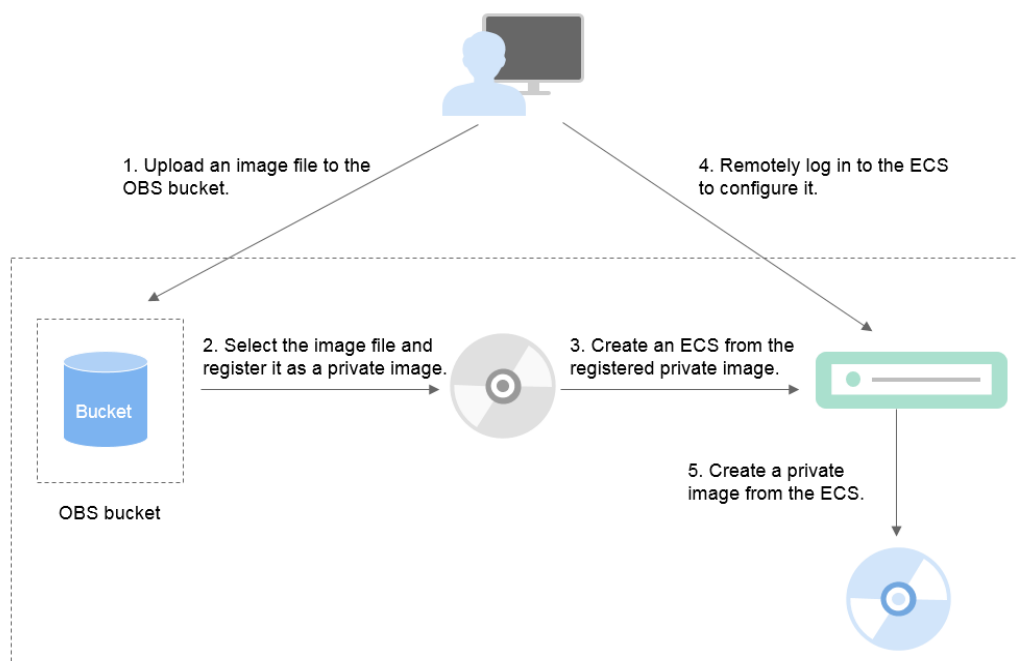 1. Upload an image file to the
OBS bucket.
4. Remotely log in to the ECS
to configure it.
2. Select the image file and
register it as a private image.
3. Create an ECS from the
registered private image.
Bucket
OBS bucket
5. Create a private
image from the ECS.